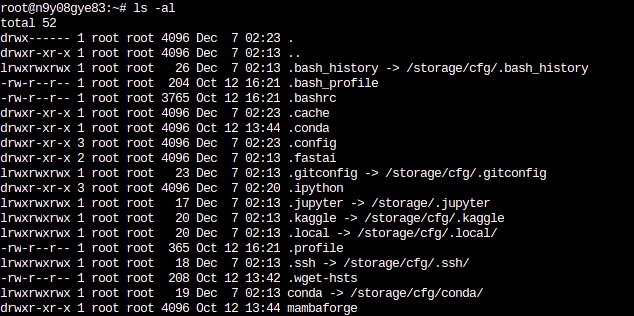 root@n9y08gye83:~# ls -al
total 52
drwx------ 1 root root 4096 Dec  7 02:23 .
drwxr-xr-x 1 root root 4096 Dec  7 02:13 ..
lrwxrwxrwx 1 root root   26 Dec  7 02:13 .bash_history -> /storage/cfg/.bash_history
-rw-r--r-- 1 root root  204 Oct 12 16:21 .bash_profile
-rw-r--r-- 1 root root 3765 Oct 12 16:21 .bashrc
drwxr-xr-x 1 root root 4096 Dec  7 02:23 .cache
drwxr-xr-x 1 root root 4096 Oct 12 13:44 .conda
drwxr-xr-x 3 root root 4096 Dec  7 02:23 .config
drwxr-xr-x 2 root root 4096 Dec  7 02:13 .fastai
lrwxrwxrwx 1 root root   23 Dec  7 02:13 .gitconfig -> /storage/cfg/.gitconfig
drwxr-xr-x 3 root root 4096 Dec  7 02:20 .ipython
lrwxrwxrwx 1 root root   17 Dec  7 02:13 .jupyter -> /storage/.jupyter
lrwxrwxrwx 1 root root   20 Dec  7 02:13 .kaggle -> /storage/cfg/.kaggle
lrwxrwxrwx 1 root root   20 Dec  7 02:13 .local -> /storage/cfg/.local/
-rw-r--r-- 1 root root  365 Oct 12 16:21 .profile
lrwxrwxrwx 1 root root   18 Dec  7 02:13 .ssh -> /storage/cfg/.ssh/
-rw-r--r-- 1 root root  208 Oct 12 13:42 .wget-hsts
lrwxrwxrwx 1 root root   19 Dec  7 02:13 conda -> /storage/cfg/conda/
drwxr-xr-x 1 root root 4096 Oct 12 13:44 mambaforge